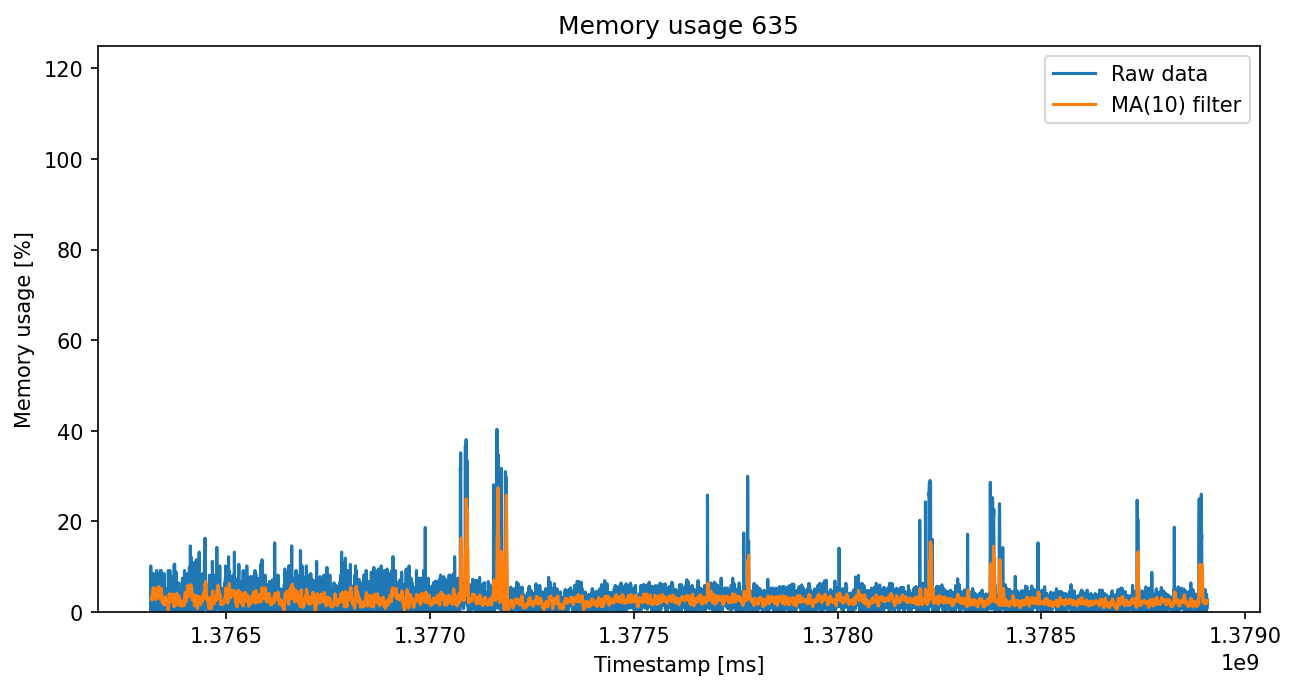 Memory usage 635
Raw data
MA(10) filter
120
100
80
60
40
20
0
Memory usage [%]
1.3765 1.3770 1.3775 1.3780 1.3785 1.3790
1e9
Timestamp [ms]